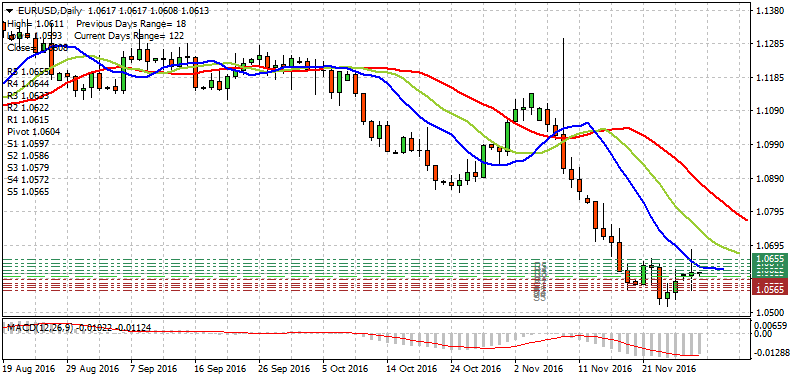 EURUSD,Daily 1.0617 1.0617 1.0608 1.0613
High= 1.0611 Previous Days Range= 18
1.0593 Current Days Range= 122
Close=
R5 1.0655
R4 1.0644
R3 1.0633
R2 1.0622
R1 1.0615
Pivot 1.0604
S1 1.0597
S2 1.0586
S3 1.0579
S4 1.0572
S5 1.0565
1.1380
1.1285
1.1185
1.1090
1.0990
1.0890
1.0795
1.0695
1.0655
1.0565
1.0500
MACD(12,26,9) -0.01022 -0.01124
0.00659
0.00
-0.01288
19 Aug 2016 29 Aug 2016 7 Sep 2016 16 Sep 2016 26 Sep 2016 5 Oct 2016 14 Oct 2016 24 Oct 2016 2 Nov 2016 11 Nov 2016 21 Nov 2016